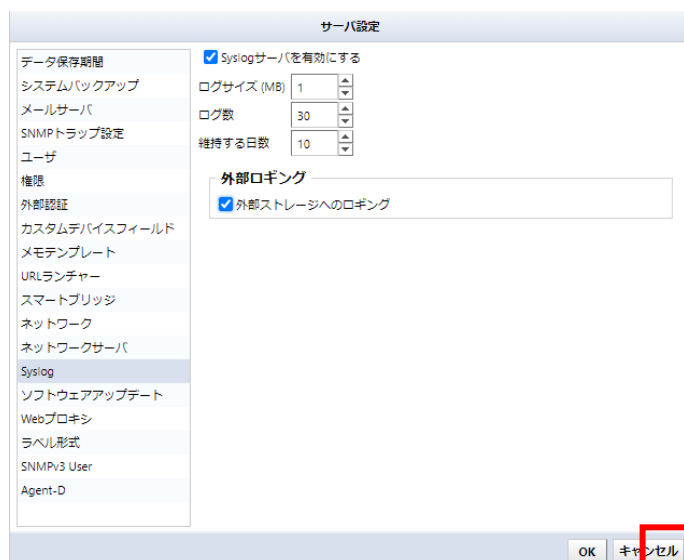 サーバ設定
データ保存期間
システムバックアップ
メールサーバ
SNMPトラップ設定
ユーザ
権限
外部認証
カスタムデバイスフィールド
メモテンプレート
URLランチャー
スマートブリッジ
ネットワーク
ネットワークサーバ
Syslog
ソフトウェアアップデート
Webプロキシ
ラベル形式
SNMPv3 User
Agent-D
Syslogサーバを有効にする
ログサイズ (MB) 1
ログ数 30
維持する日数 10
外部ロギング
外部ストレージへのロギング
OK キャンセル